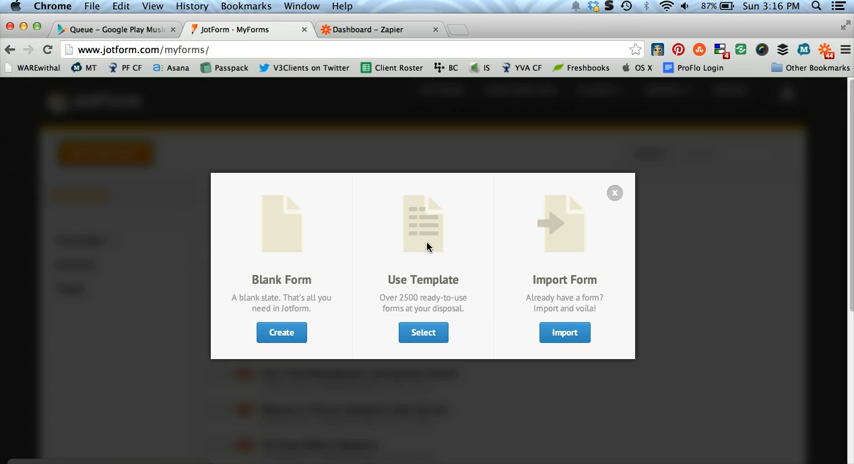 Chrome File Edit View History Bookmarks Window Help 87% Sun 3:16 PM
Queue – Google Play Musi JotForm · MyForms Dashboard – Zapier
www.jotform.com/myforms/ 4 44
WAREwithal MT PF CF Asana Passpack V3Clients on Twitter Client Roster BC IS YVA CF Freshbooks OS X ProFlo Login Other Bookmarks
JotForm
x
Blank Form Use Template Import Form
A blank slate. That's all you Over 2500 ready-to-use Already have a form?
need in Jotform. forms at your disposal. Import and voila!
Create Select Import